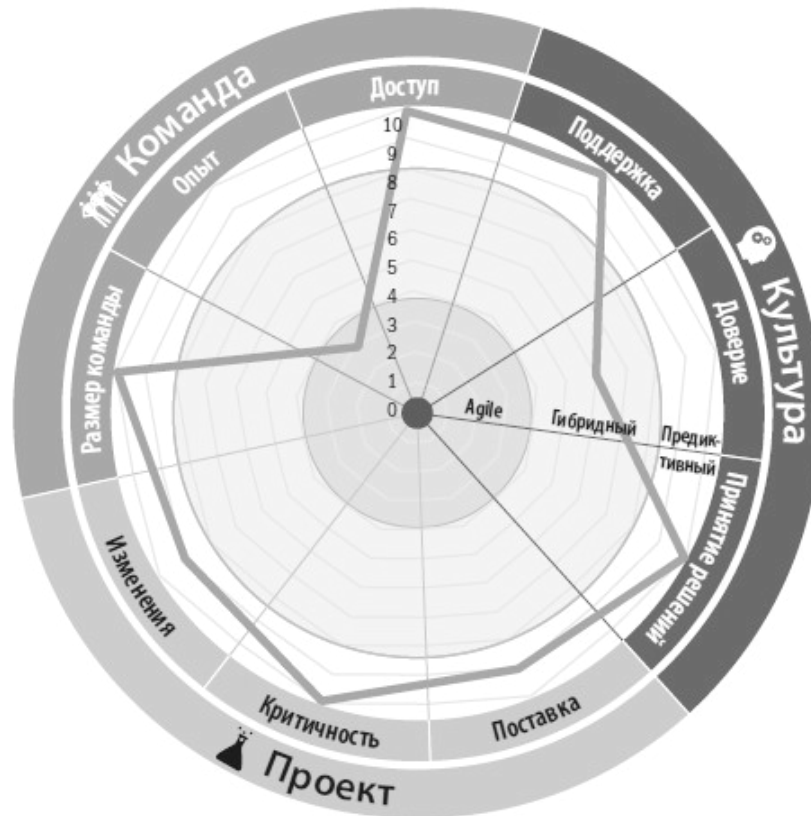 Команда
Культура
Проект
Доступ
Поддержка
Доверие
Принятие решений
Поставка
Критичность
Изменения
Размер команды
Опыт
10
9
8
7
6
5
4
3
2
1
0
Agile
Гибридный
Предик-
тивный